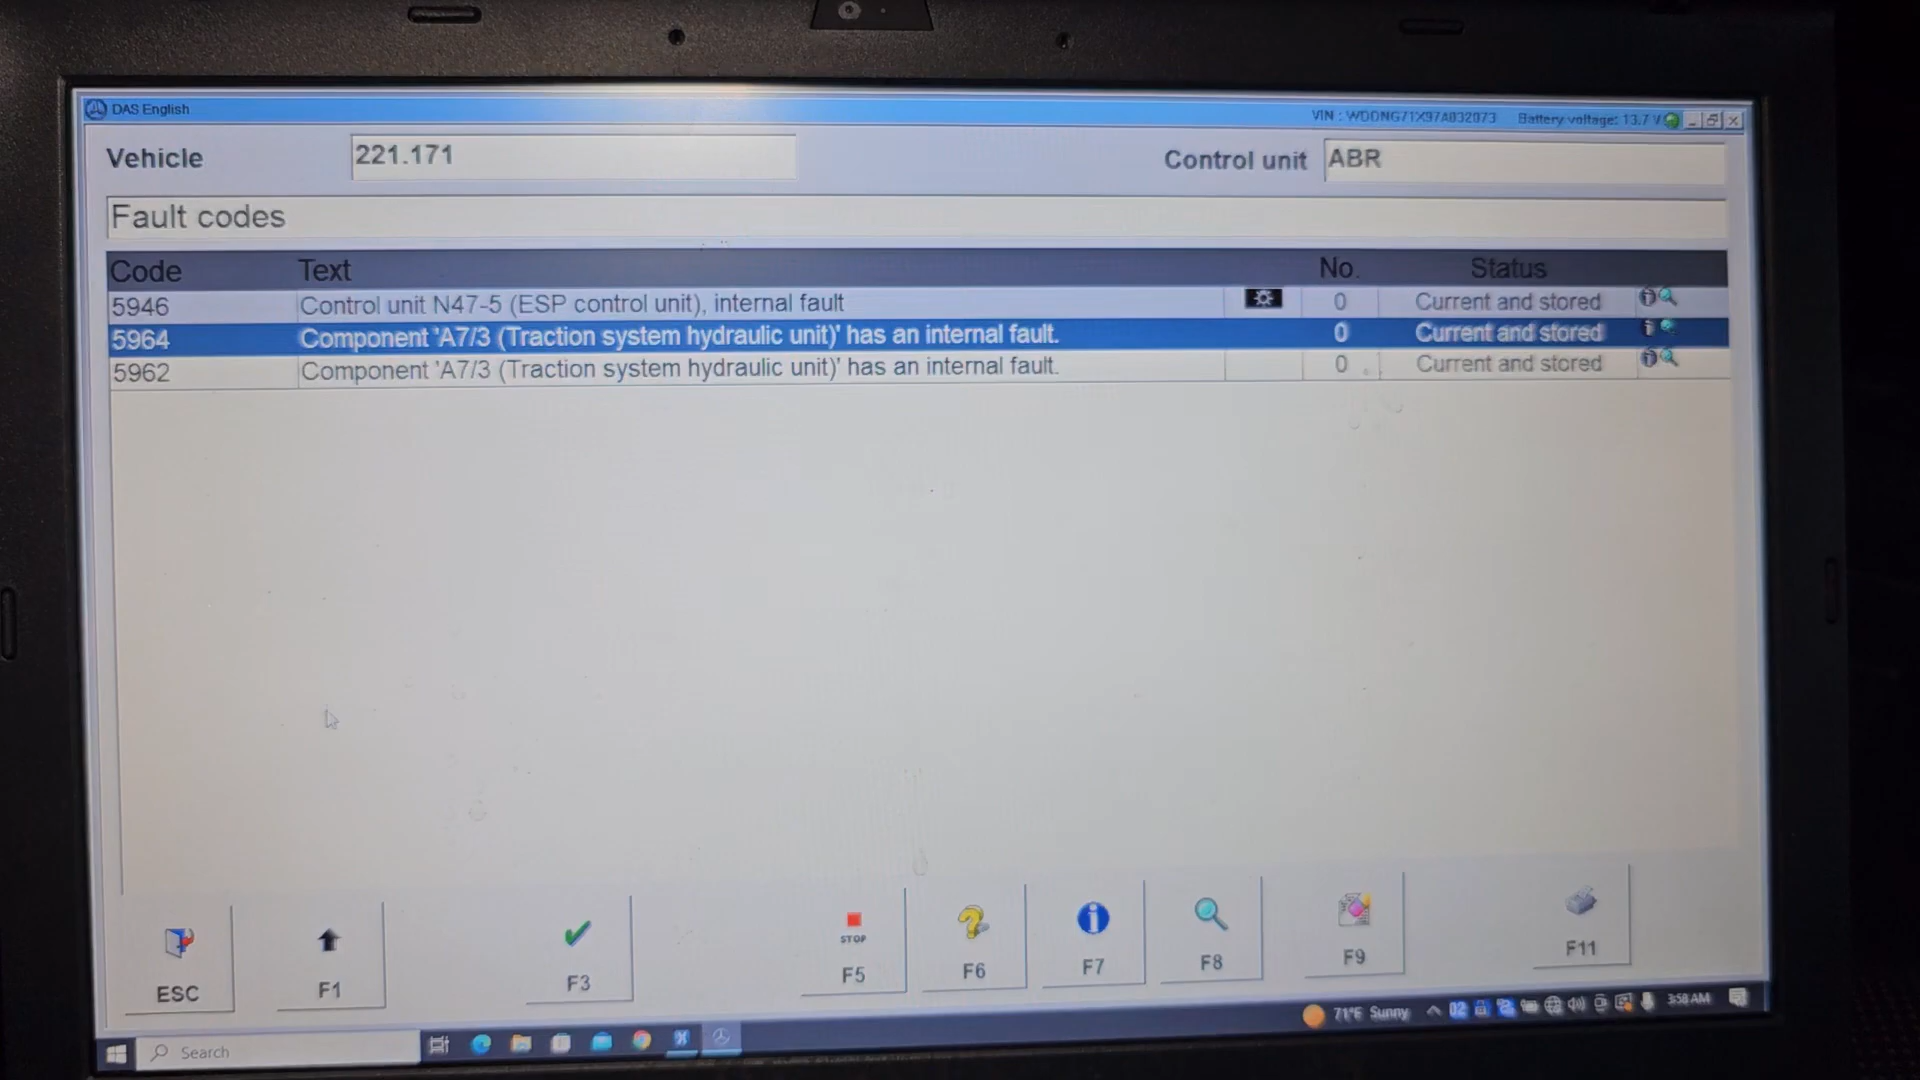 DAS English
VIN : WDDNG71X97A032073 Battery voltage: 13.7 V
Vehicle 221.171 Control unit ABR
Fault codes
Code Text No. Status
5946 Control unit N47-5 (ESP control unit), internal fault 0 Current and stored
5964 Component 'A7/3 (Traction system hydraulic unit)' has an internal fault. 0 Current and stored
5962 Component 'A7/3 (Traction system hydraulic unit)' has an internal fault. 0 Current and stored
STOP
ESC F1 F3 F5 F6 F7 F8 F9 F11
Search 71°F Sunny 02 3:58 AM